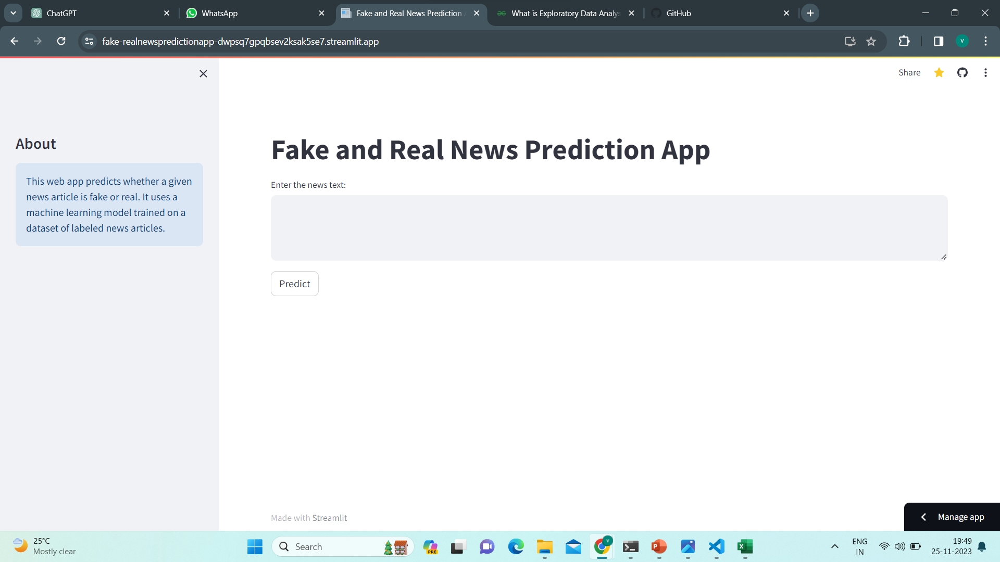 ChatGPT
WhatsApp
Fake and Real News Prediction
What is Exploratory Data Analys
GitHub
fake-realnewspredictionapp-dwpsq7gpqbsev2ksak5se7.streamlit.app
V
Share
About
This web app predicts whether a given
news article is fake or real. It uses a
machine learning model trained on a
dataset of labeled news articles.
Fake and Real News Prediction App
Enter the news text:
Predict
Made with Streamlit
Manage app
25°C
Mostly clear
Search
PRE
V
ENG
IN
19:49
25-11-2023